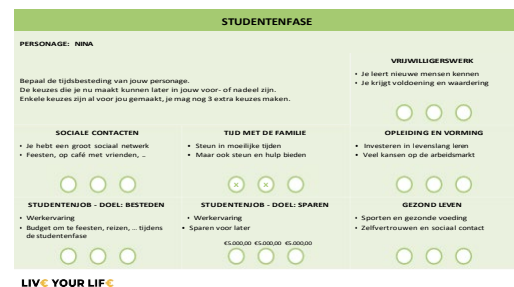 STUDENTENFASE
PERSONAGE: NINA
Bepaal de tijdsbesteding van jouw personage.
De keuzes die je nu maakt kunnen later in jouw voor- of nadeel zijn.
Enkele keuzes zijn al voor jou gemaakt, je mag nog 3 extra keuzes maken.
VRIJWILLIGERSWERK
• Je leert nieuwe mensen kennen
• Je krijgt voldoening en waardering
SOCIALE CONTACTEN
• Je hebt een groot sociaal netwerk
• Feesten, op café met vrienden, ..
TIJD MET DE FAMILIE
• Steun in moeilijke tijden
• Maar ook steun en hulp bieden
x x
OPLEIDING EN VORMING
• Investeren in levenslang leren
• Veel kansen op de arbeidsmarkt
STUDENTENJOB - DOEL: BESTEDEN
• Werkervaring
• Budget om te feesten, reizen, ... tijdens
de studentenfase
STUDENTENJOB - DOEL: SPAREN
• Werkervaring
• Sparen voor later
€5.000,00 €5.000,00 €5.000,00
GEZOND LEVEN
• Sporten en gezonde voeding
• Zelfvertrouwen en sociaal contact
LIV€ YOUR LIF€